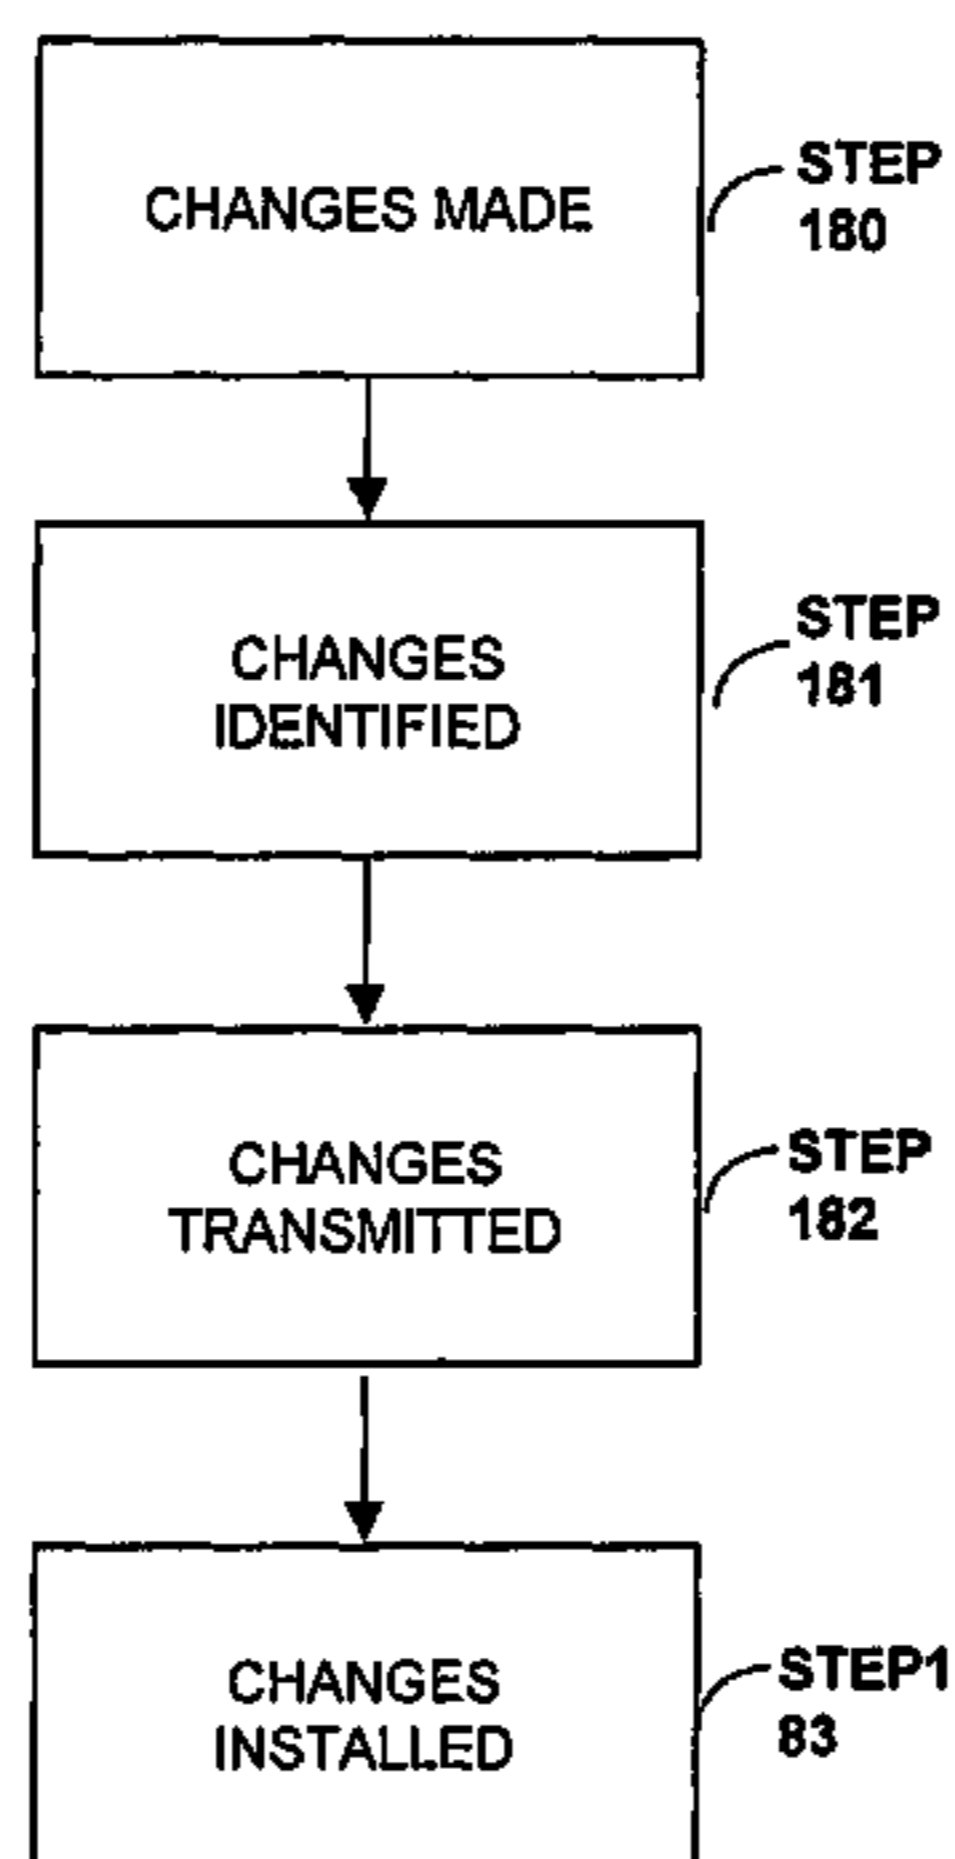 CHANGES MADE
STEP
180
CHANGES
IDENTIFIED
STEP
181
CHANGES
TRANSMITTED
STEP
182
CHANGES
INSTALLED
STEP1
83